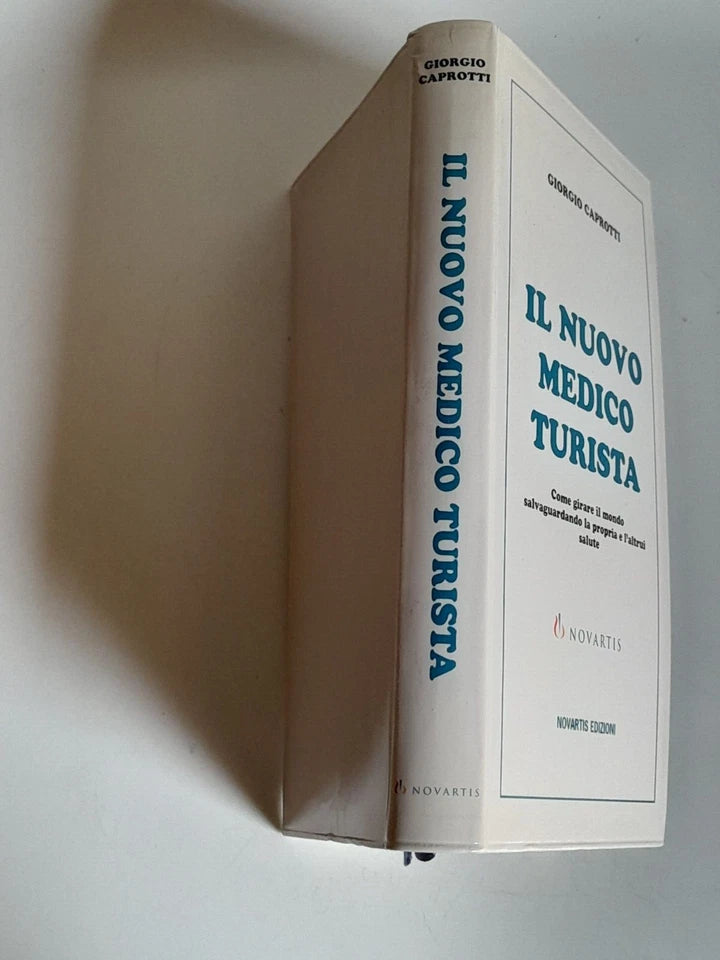 GIORGIO
CAPROTTI
IL NUOVO MEDICO TURISTA
NOVARTIS
GIORGIO CAPROTTI
IL NUOVO
MEDICO
TURISTA
Come girare il mondo
salvaguardando la propria e l'altrui
salute
NOVARTIS
NOVARTIS EDIZIONI